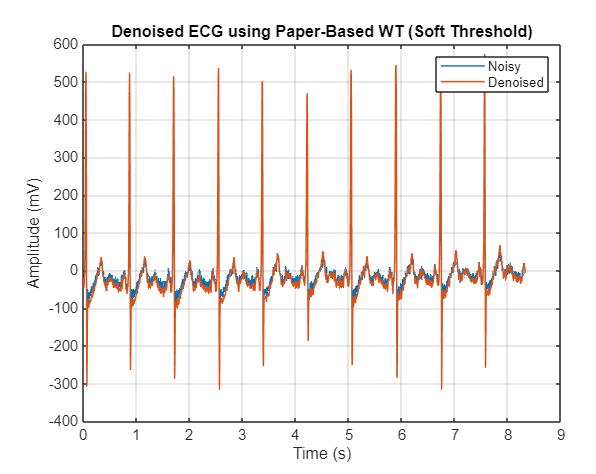 Denoised ECG using Paper-Based WT (Soft Threshold)
600
500
400
300
200
100
0
-100
-200
-300
-400
Amplitude (mV)
Noisy
Denoised
0 1 2 3 4 5 6 7 8 9
Time (s)